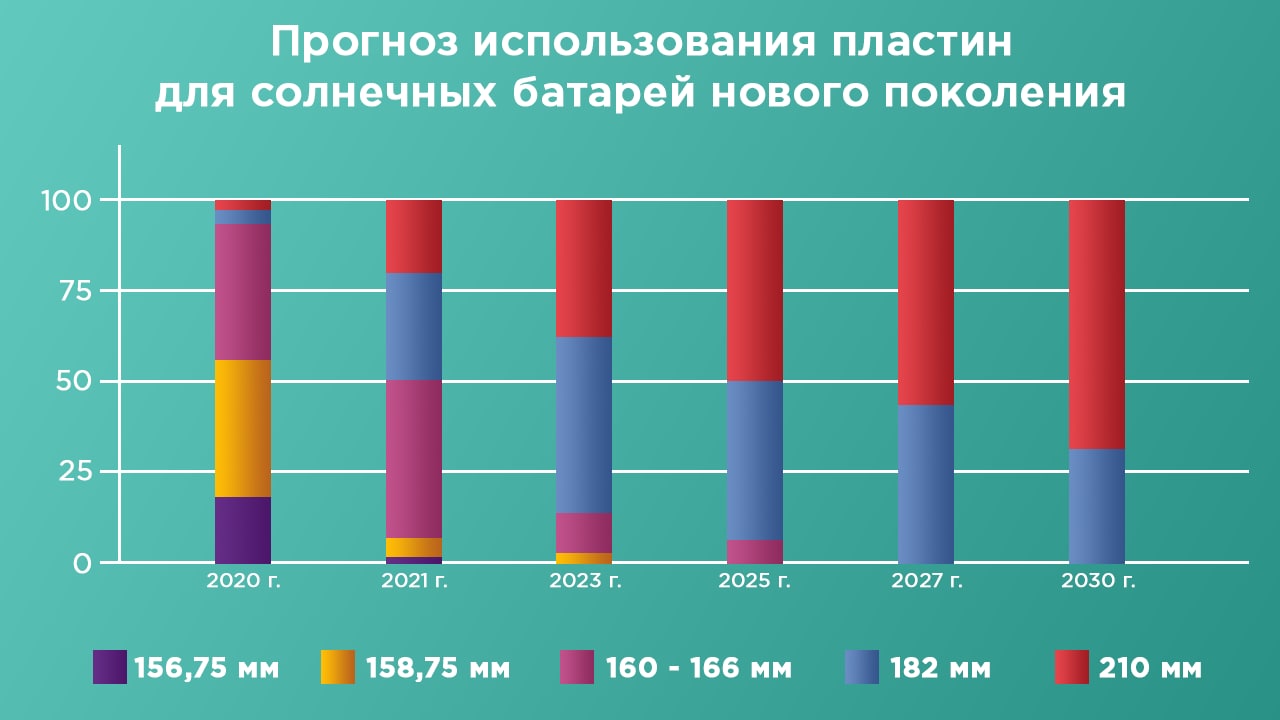 Прогноз использования пластин
для солнечных батарей нового поколения
100
75
50
25
0
2020 г. 2021 г. 2023 г. 2025 г. 2027 г. 2030 г.
156,75 мм 158,75 мм 160 - 166 мм 182 мм 210 мм